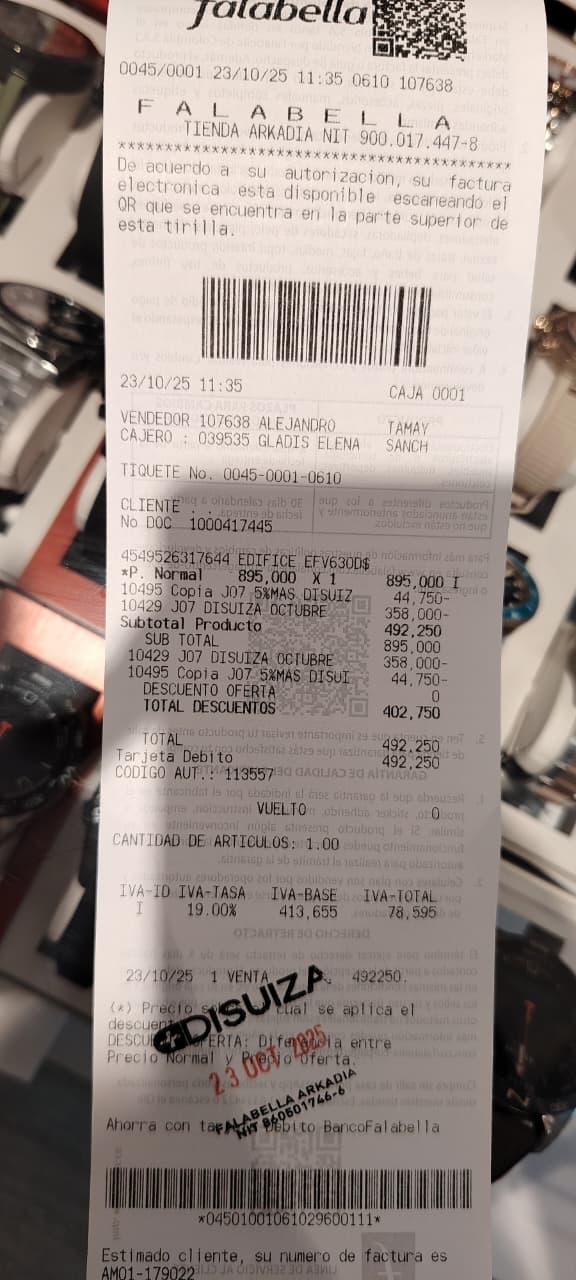 falabella
0045/0001 23/10/25 11:35 0610 107638
F A L A B E L L A
TIENDA ARKADIA NIT 900.017.447-8
*****************************************
De acuerdo a su autorizacion, su factura
electronica esta disponible escaneando el
QR que se encuentra en la parte superior de
esta tirilla.
23/10/25 11:35 CAJA 0001
VENDEDOR 107638 ALEJANDRO TAMAY
CAJERO : 039535 GLADIS ELENA SANCH
TIQUETE No. 0045-0001-0610
CLIENTE . .
No DOC 1000417445
4549526317644 EDIFICE EFV630D$
*P. Normal 895,000 X 1 895,000 I
10495 Copia J07 5%MAS DISUIZ 44,750-
10429 J07 DISUIZA OCTUBRE 358,000-
Subtotal Producto 492,250
SUB TOTAL 895,000
10429 J07 DISUIZA OCTUBRE 358,000-
10495 Copia J07 5%MAS DISUI 44,750-
DESCUENTO OFERTA 0
TOTAL DESCUENTOS 402,750
TOTAL 492,250
Tarjeta Debito 492,250
CODIGO AUT.: 113557
VUELTO 0
CANTIDAD DE ARTICULOS: 1.00
IVA-ID IVA-TASA IVA-BASE IVA-TOTAL
I 19.00% 413,655 78,595
23/10/25 1 VENTA 492250.
(*) Precio cual se aplica el
DISUIZA
Diferencia entre
Precio Normal y Precio Oferta.
23 OCT 2025
FALABELLA ARKADIA
NIT 860501746-6
Ahorra con Debito BancoFalabella
*04501001061029600111*
Estimado cliente, su numero de factura es
AM01-179022